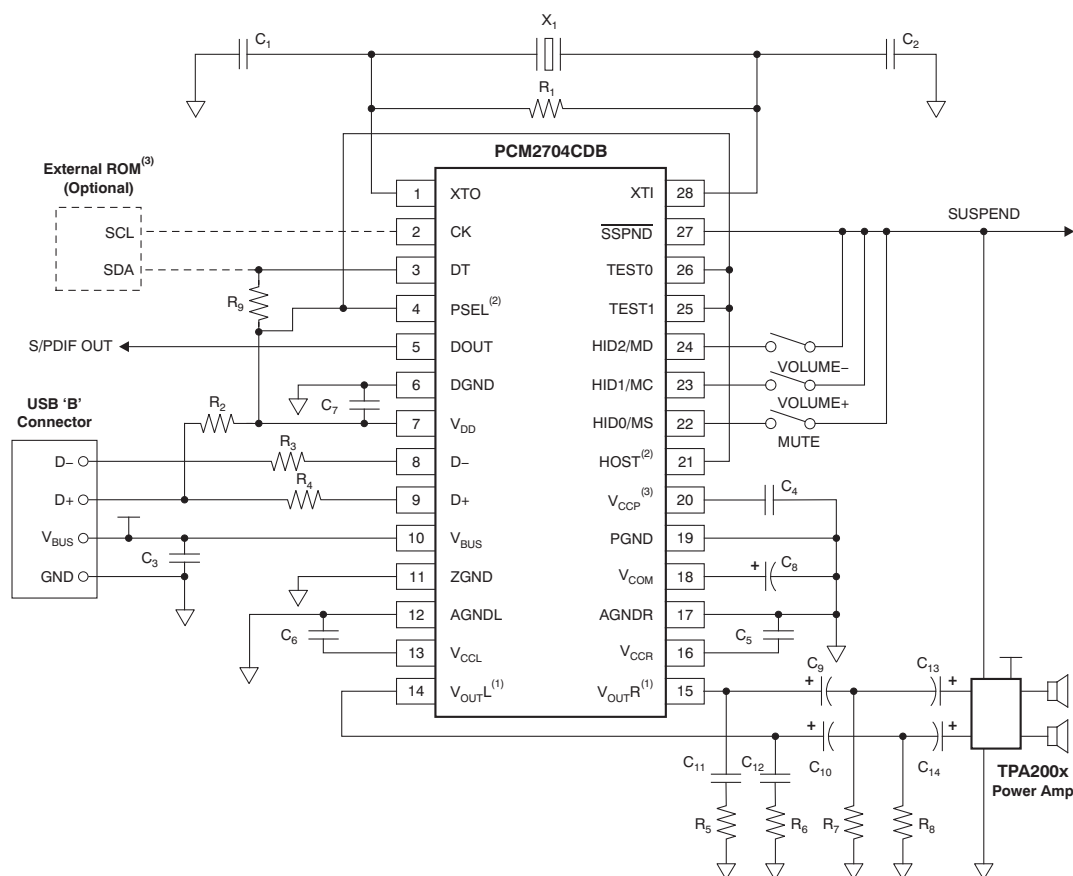 X1
C1
C2
R1
PCM2704CDB
External ROM(3)
(Optional)
SCL
SDA
R9
S/PDIF OUT
USB 'B'
Connector
D–
D+
VBUS
GND
R2
R3
R4
C3
C7
C6
1 XTO
2 CK
3 DT
4 PSEL(2)
5 DOUT
6 DGND
7 VDD
8 D–
9 D+
10 VBUS
11 ZGND
12 AGNDL
13 VCCL
14 VOUTL(1)
XTI 28
SSPND 27
TEST0 26
TEST1 25
HID2/MD 24
HID1/MC 23
HID0/MS 22
HOST(2) 21
VCCP(3) 20
PGND 19
VCOM 18
AGNDR 17
VCCR 16
VOUTR(1) 15
SUSPEND
VOLUME–
VOLUME+
MUTE
C4
+ C8
C5
C9
+
C13
+
+
C10
+
C14
C11
C12
R5
R6
R7
R8
TPA200x
Power Amp